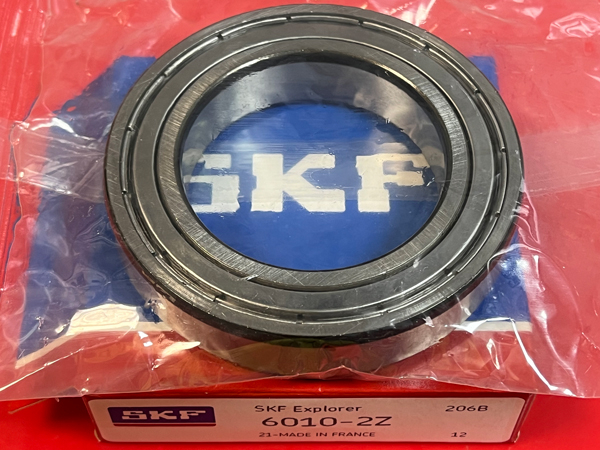 SKF
SKF
SKF Explorer 206B
6010-2Z
21-MADE IN FRANCE 12